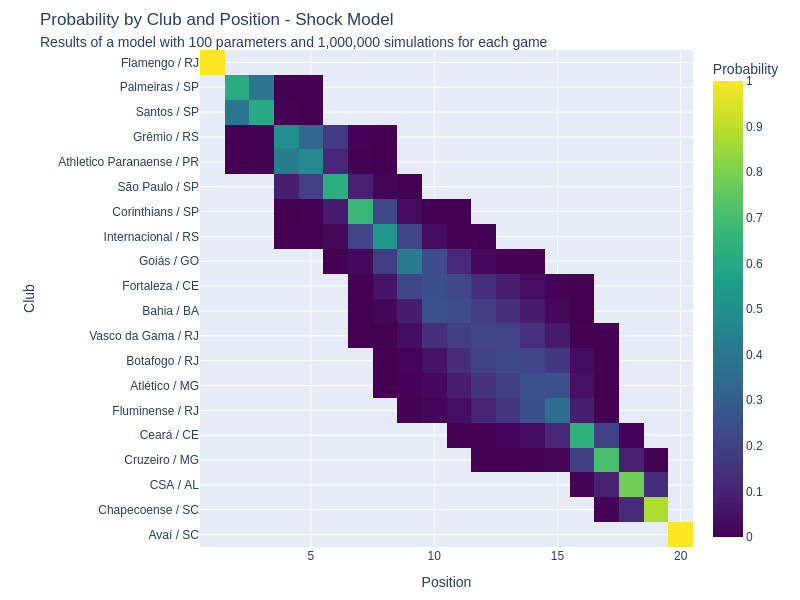 Probability by Club and Position - Shock Model
Results of a model with 100 parameters and 1,000,000 simulations for each game
Probability
Flamengo / RJ
Palmeiras / SP
Santos / SP
Grêmio / RS
Athletico Paranaense / PR
São Paulo / SP
Corinthians / SP
Internacional / RS
Goiás / GO
Fortaleza / CE
Bahia / BA
Vasco da Gama / RJ
Botafogo / RJ
Atlético / MG
Fluminense / RJ
Ceará / CE
Cruzeiro / MG
CSA / AL
Chapecoense / SC
Avaí / SC
Club
5
10
15
20
Position
1
0.9
0.8
0.7
0.6
0.5
0.4
0.3
0.2
0.1
0